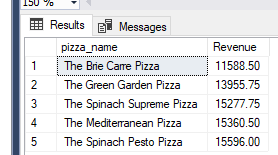 150 %
Results Messages
pizza_name Revenue
1 The Brie Carre Pizza 11588.50
2 The Green Garden Pizza 13955.75
3 The Spinach Supreme Pizza 15277.75
4 The Mediterranean Pizza 15360.50
5 The Spinach Pesto Pizza 15596.00